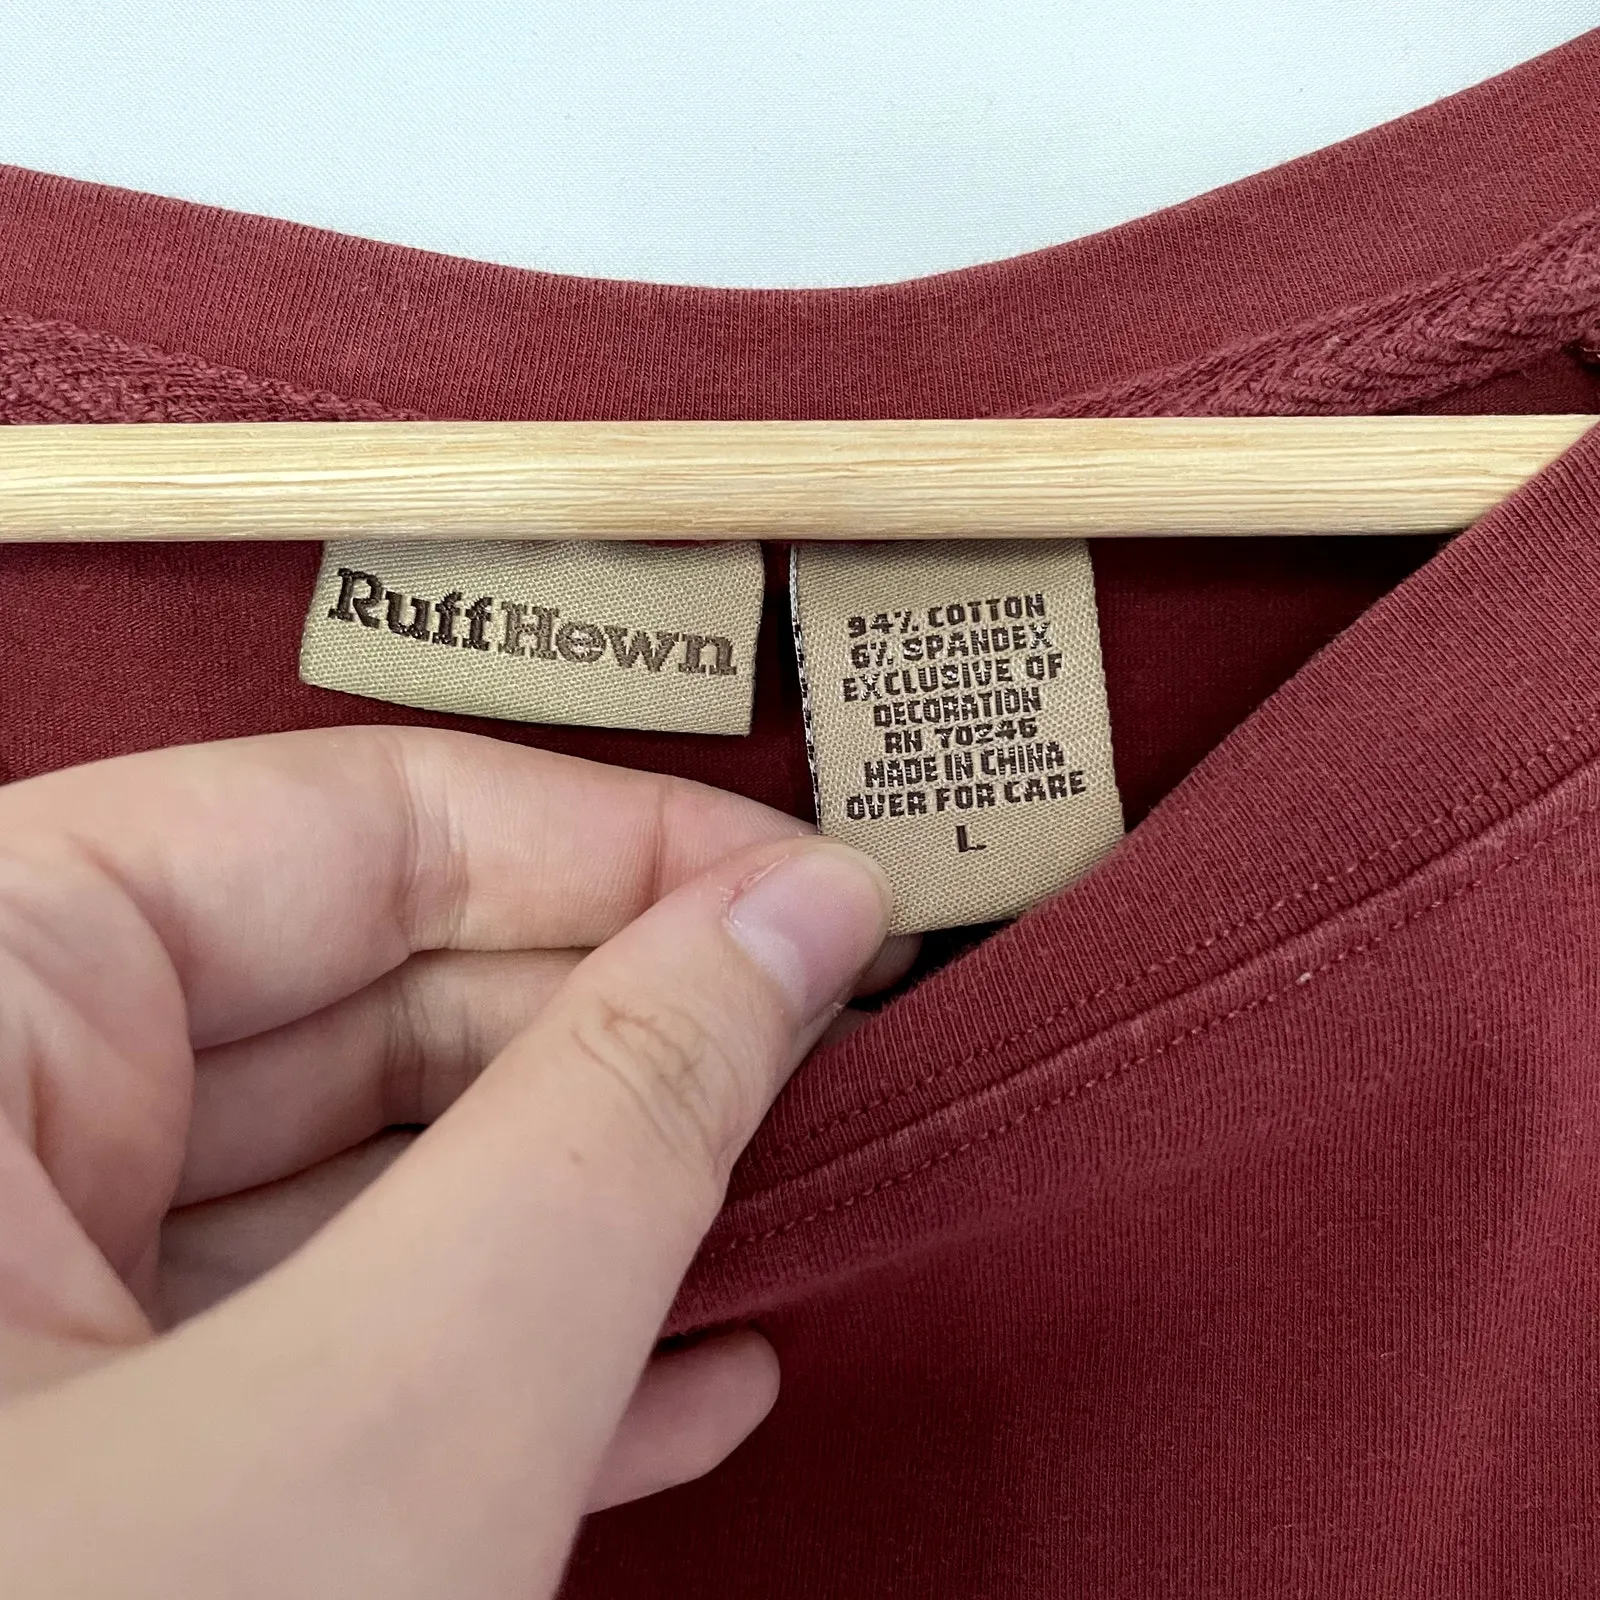 RuffHewn
94% COTTON
6% SPANDEX
EXCLUSIVE OF
DECORATION
RN 70246
MADE IN CHINA
OVER FOR CARE
L